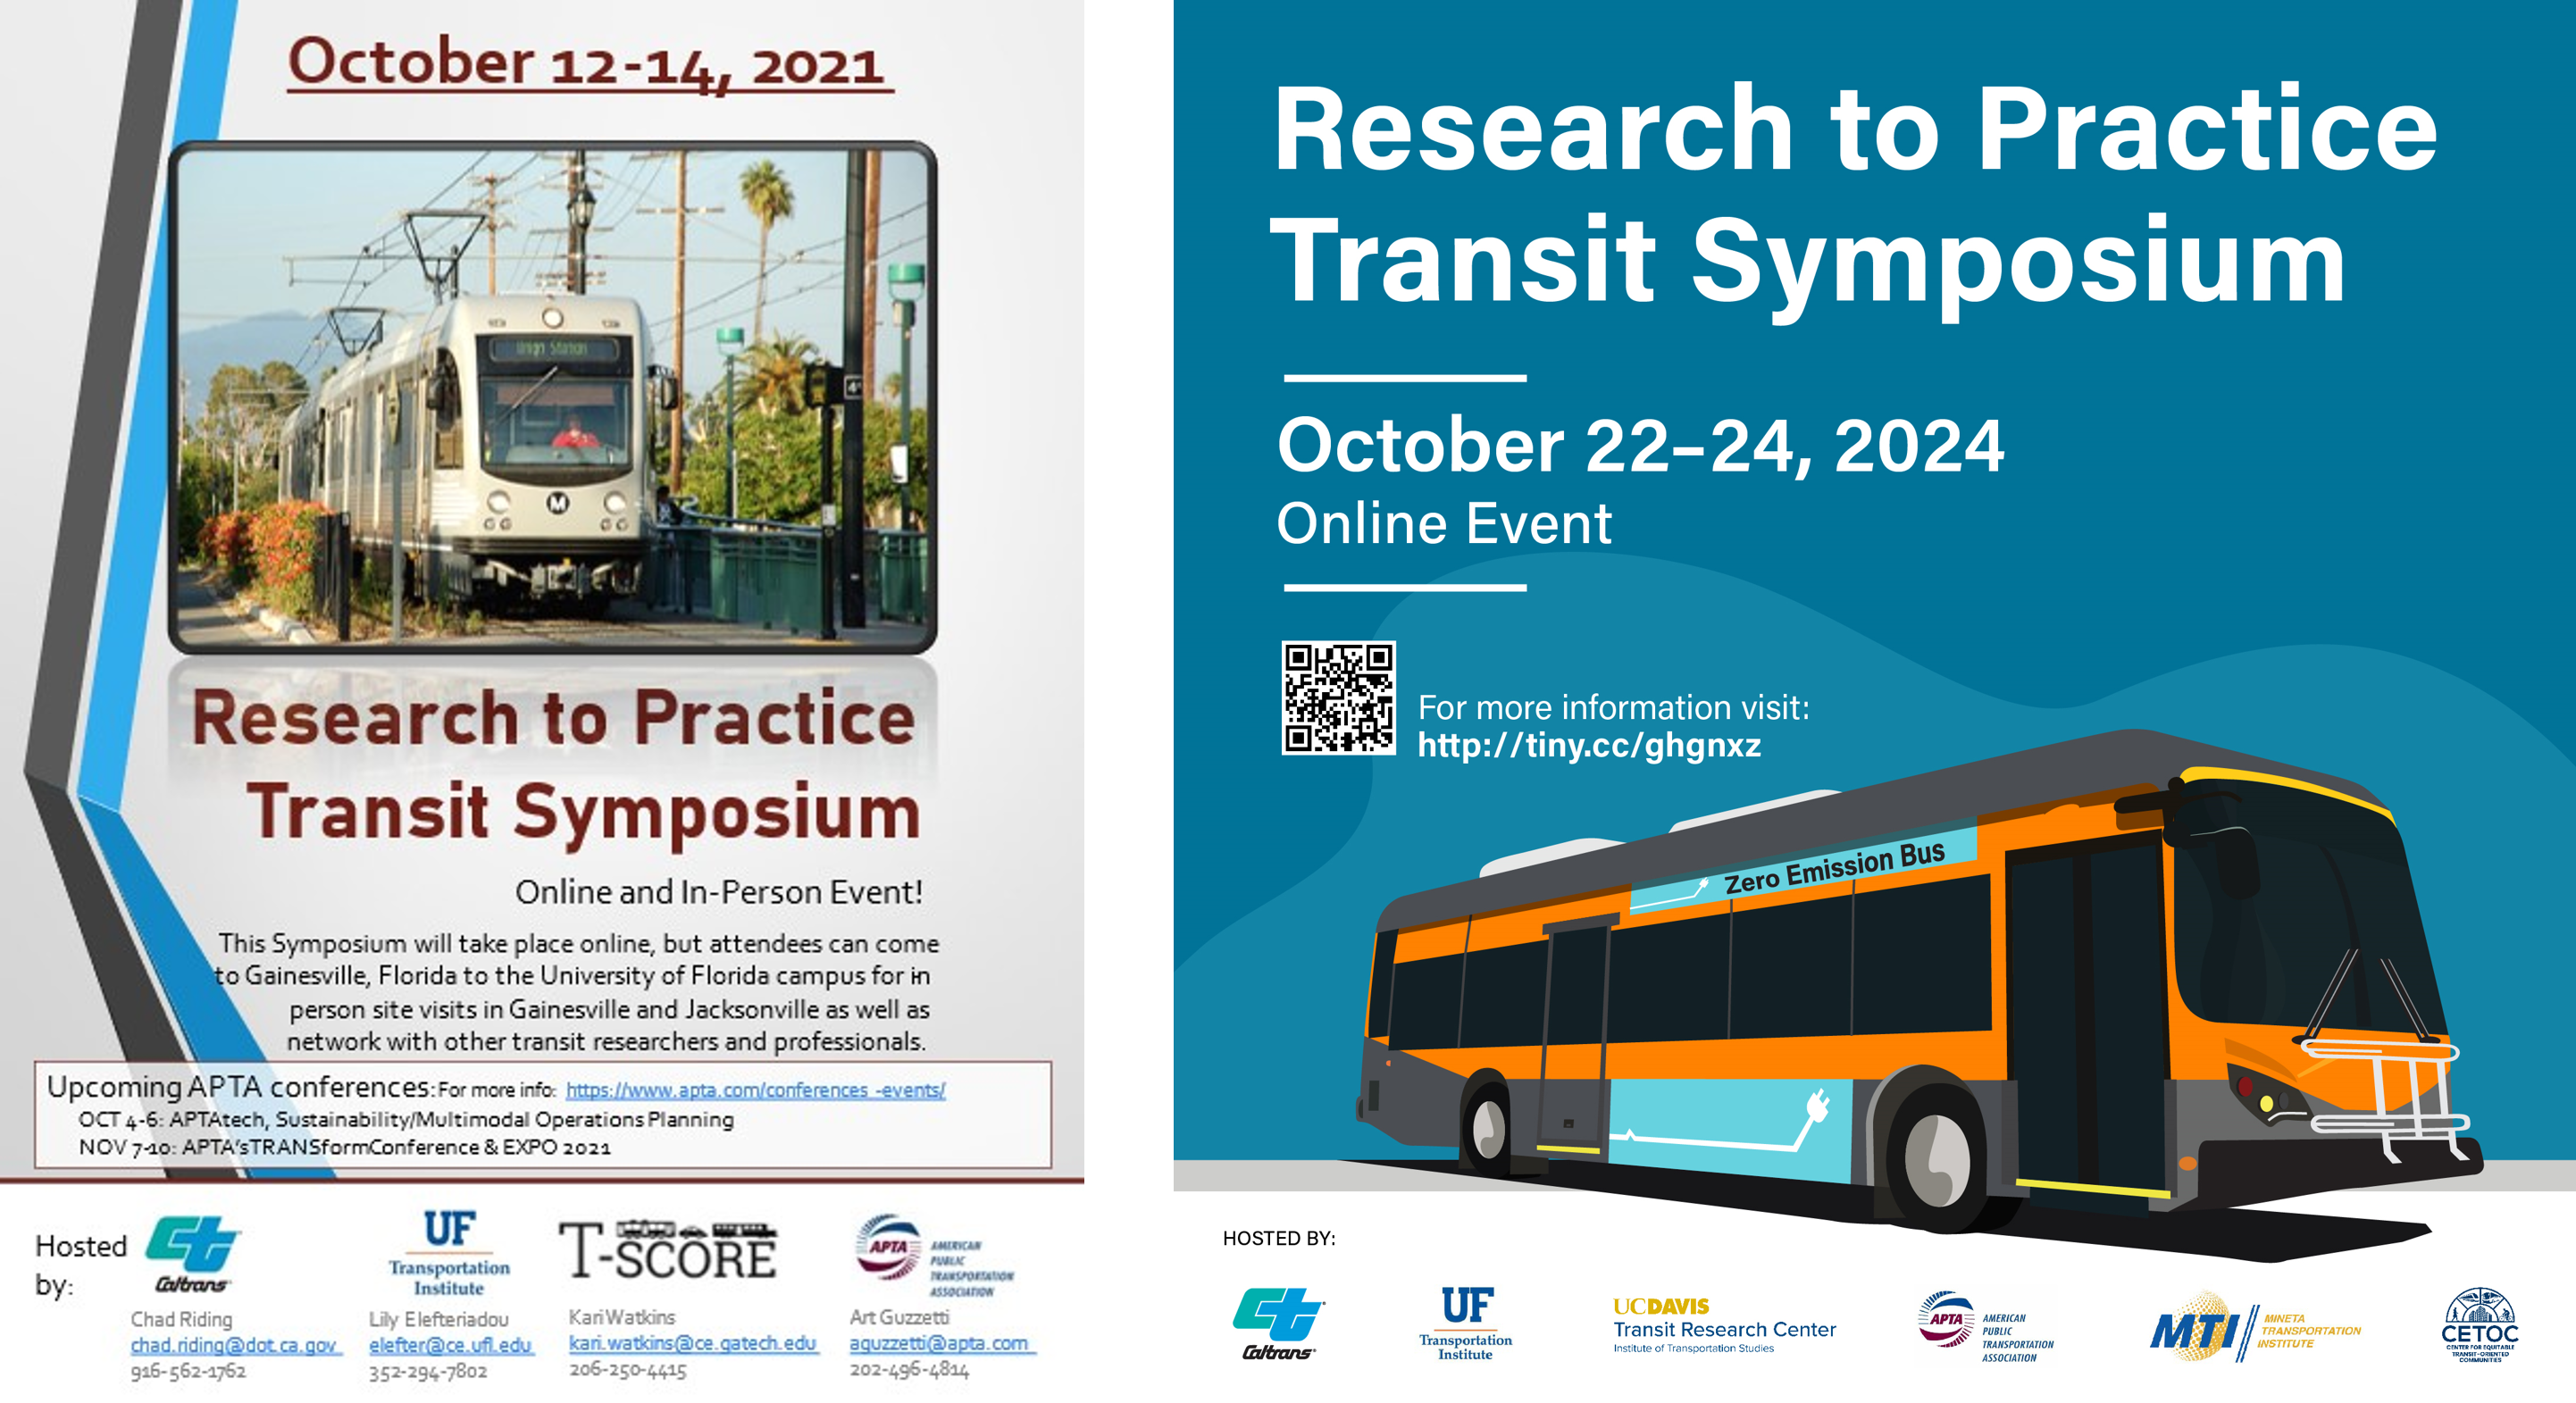 October 12-14, 2021
Union Station
M
Research to Practice
Transit Symposium
Online and In-Person Event!
This Symposium will take place online, but attendees can come
to Gainesville, Florida to the University of Florida campus for in
person site visits in Gainesville and Jacksonville as well as
network with other transit researchers and professionals.
Upcoming APTA conferences: For more info: https://www.apta.com/conferences -events/
OCT 4-6: APTAtech, Sustainability/Multimodal Operations Planning
NOV 7-10: APTA'sTRANSformConference & EXPO 2021
Hosted
by:
Caltrans
UF
Transportation
Institute
T-SCORE
APTA
AMERICAN
PUBLIC
TRANSPORTATION
ASSOCIATION
Chad Riding
chad.riding@dot.ca.gov
916-562-1762
Lily Elefteriadou
elefter@ce.ufl.edu
352-294-7802
Kari Watkins
kari.watkins@ce.gatech.edu
206-250-4415
Art Guzzetti
aguzzetti@apta.com
202-496-4814
Research to Practice
Transit Symposium
October 22–24, 2024
Online Event
For more information visit:
http://tiny.cc/ghgnxz
Zero Emission Bus
HOSTED BY:
Caltrans
UF
Transportation
Institute
UCDAVIS
Transit Research Center
Institute of Transportation Studies
APTA
AMERICAN
PUBLIC
TRANSPORTATION
ASSOCIATION
MTI
MINETA
TRANSPORTATION
INSTITUTE
CETOC
CENTER FOR EQUITABLE
TRANSIT-ORIENTED
COMMUNITIES